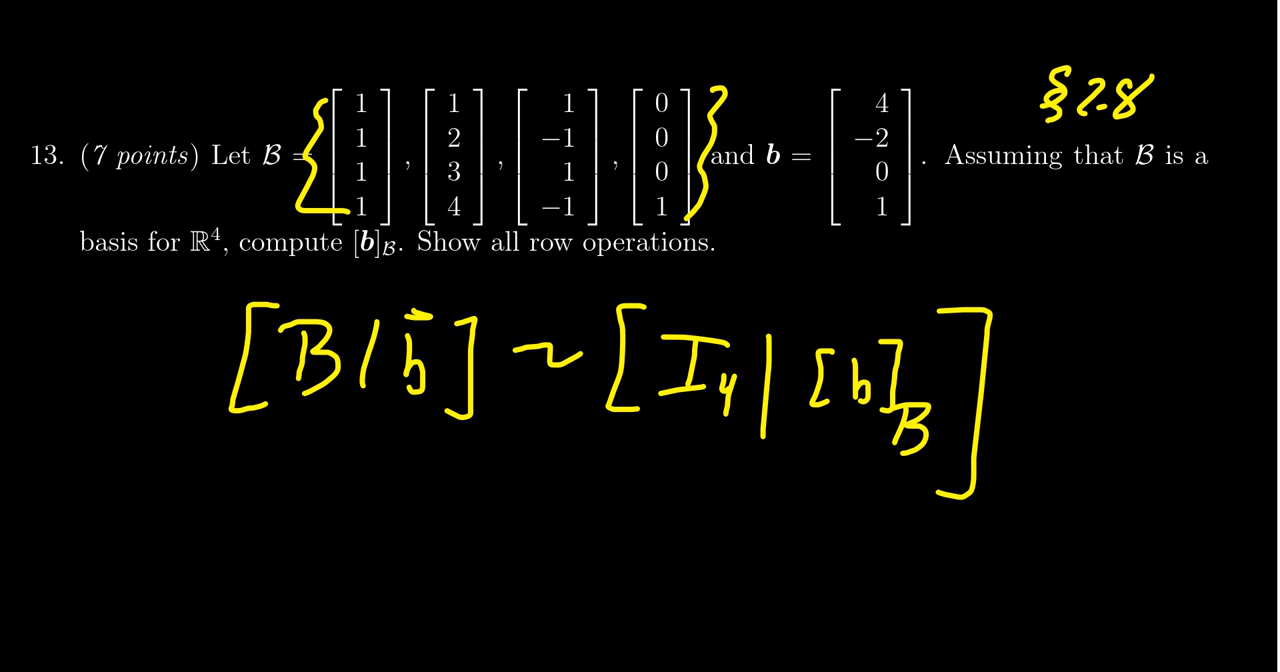 § 2.8
13. (7 points) Let ℬ = { [1 1 1 1], [1 2 3 4], [1 −1 1 −1], [0 0 0 1] } and b = [4 −2 0 1]. Assuming that ℬ is a
basis for ℝ⁴, compute [b]_ℬ. Show all row operations.
[B | b⃗] ~ [I₄ | [b]_B]